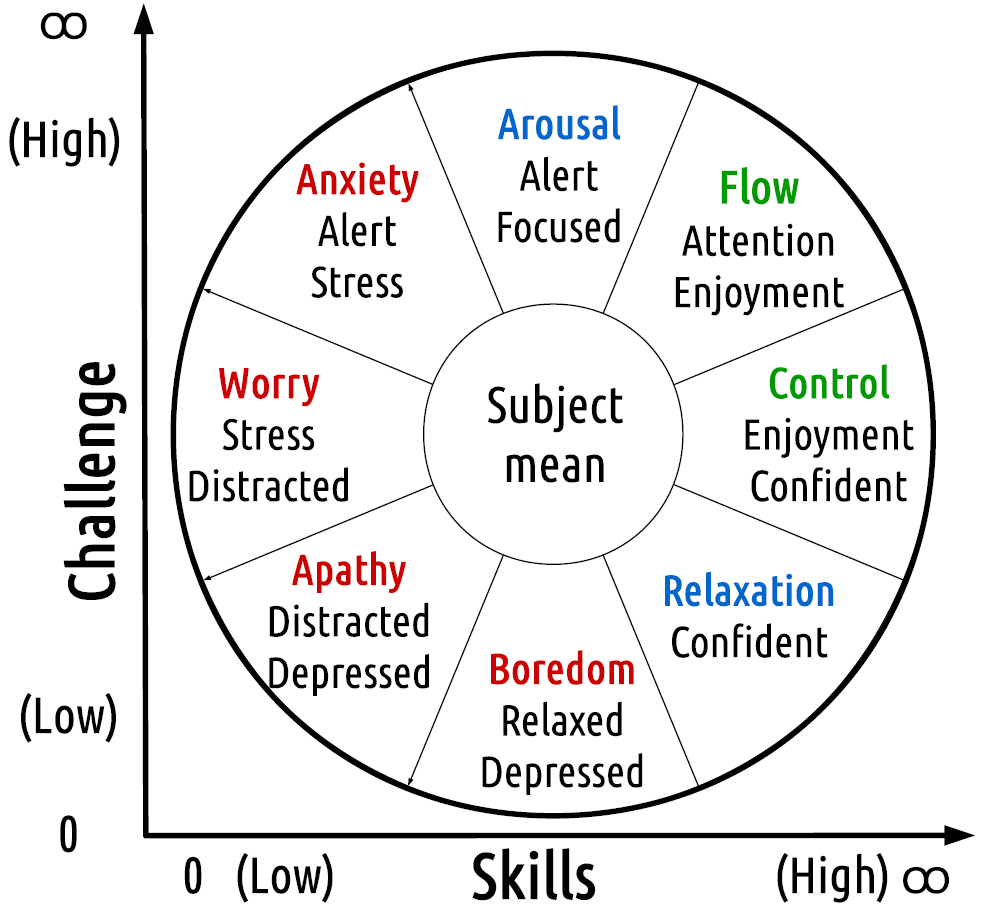 ∞
(High)
Challenge
(Low)
0
Arousal
Alert
Focused
Anxiety
Alert
Stress
Flow
Attention
Enjoyment
Worry
Stress
Distracted
Subject
mean
Control
Enjoyment
Confident
Apathy
Distracted
Depressed
Boredom
Relaxed
Depressed
Relaxation
Confident
0 (Low) Skills (High) ∞